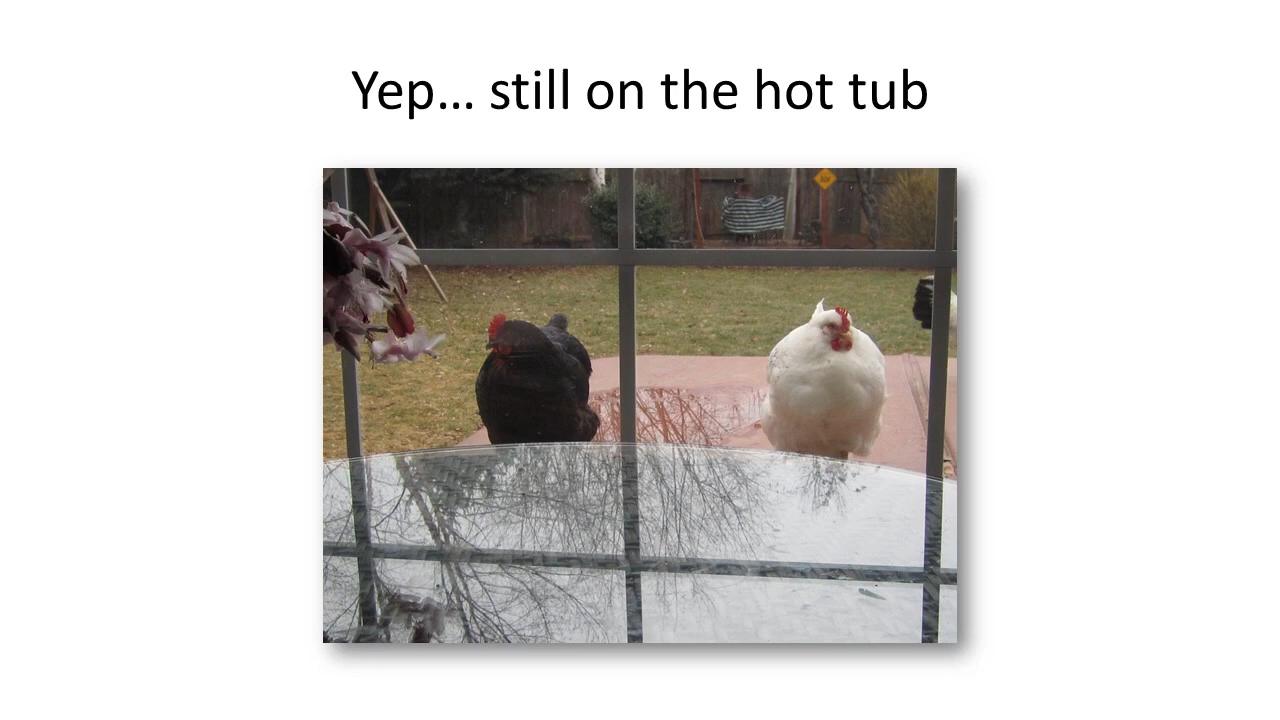 Yep… still on the hot tub